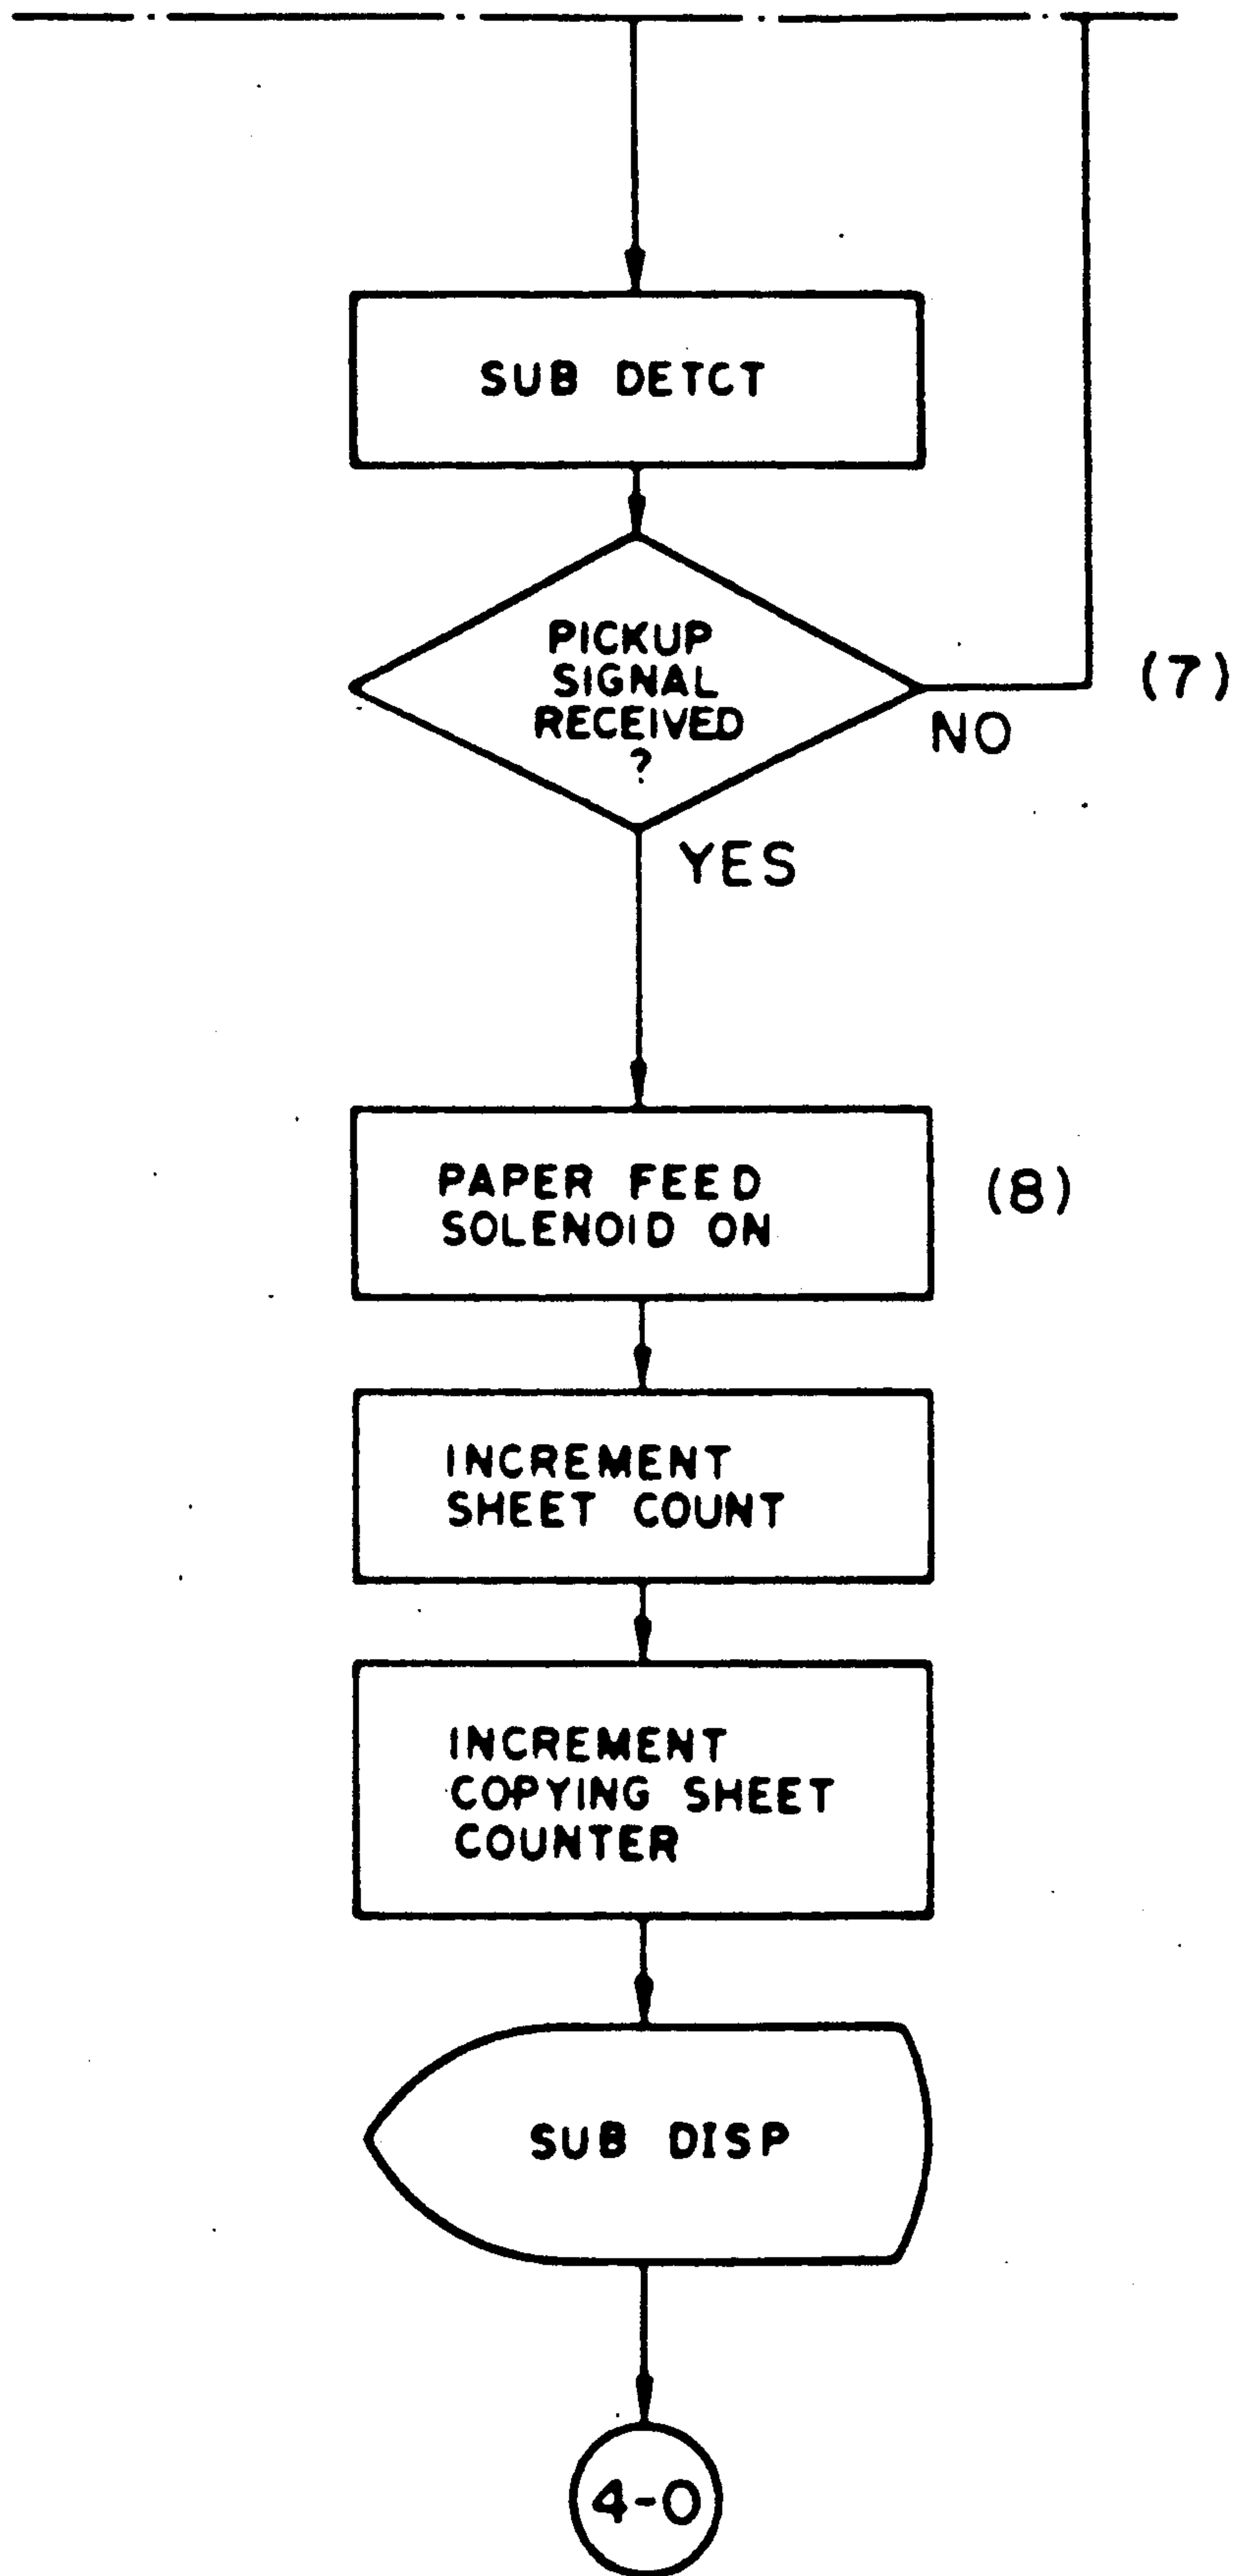 SUB DETCT
PICKUP
SIGNAL
RECEIVED
?
(7)
NO
YES
PAPER FEED
SOLENOID ON
(8)
INCREMENT
SHEET COUNT
INCREMENT
COPYING SHEET
COUNTER
SUB DISP
4-0